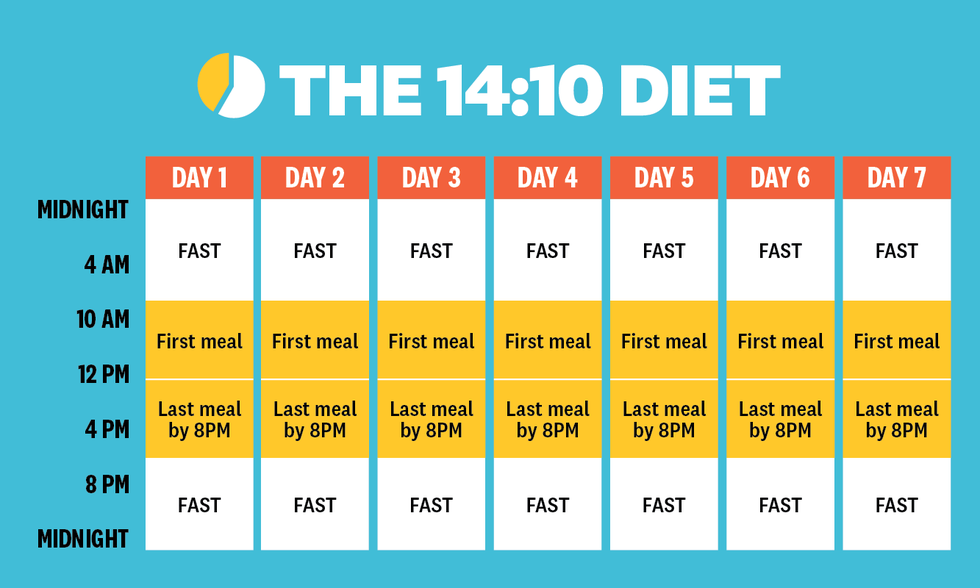 THE 14:10 DIET
DAY 1 DAY 2 DAY 3 DAY 4 DAY 5 DAY 6 DAY 7
MIDNIGHT
FAST FAST FAST FAST FAST FAST FAST
4 AM
10 AM
First meal First meal First meal First meal First meal First meal First meal
12 PM
Last meal Last meal Last meal Last meal Last meal Last meal Last meal
by 8PM by 8PM by 8PM by 8PM by 8PM by 8PM by 8PM
4 PM
8 PM
FAST FAST FAST FAST FAST FAST FAST
MIDNIGHT